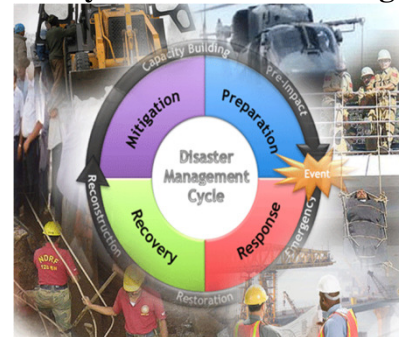 Capacity Building
Pre-impact
Mitigation
Preparation
Disaster
Management
Cycle
Event
Reconstruction
Recovery
Response
Emergency
Restoration
NDRF